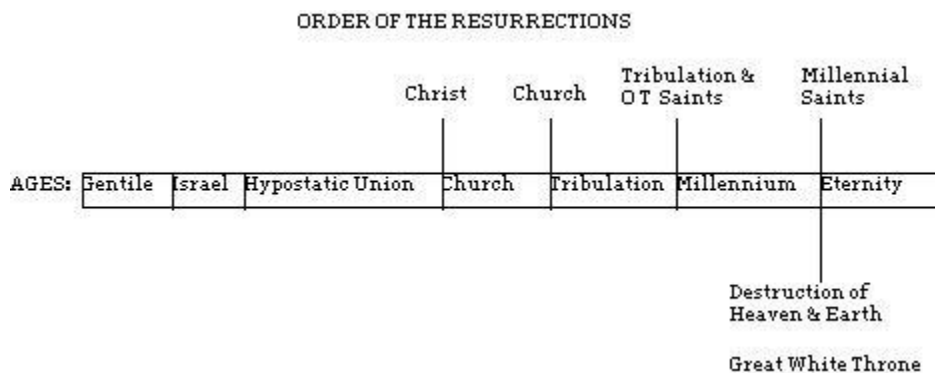 ORDER OF THE RESURRECTIONS
Christ
Church
Tribulation &
OT Saints
Millennial
Saints
AGES: Gentile Israel Hypostatic Union Church Tribulation Millennium Eternity
Destruction of
Heaven & Earth
Great White Throne